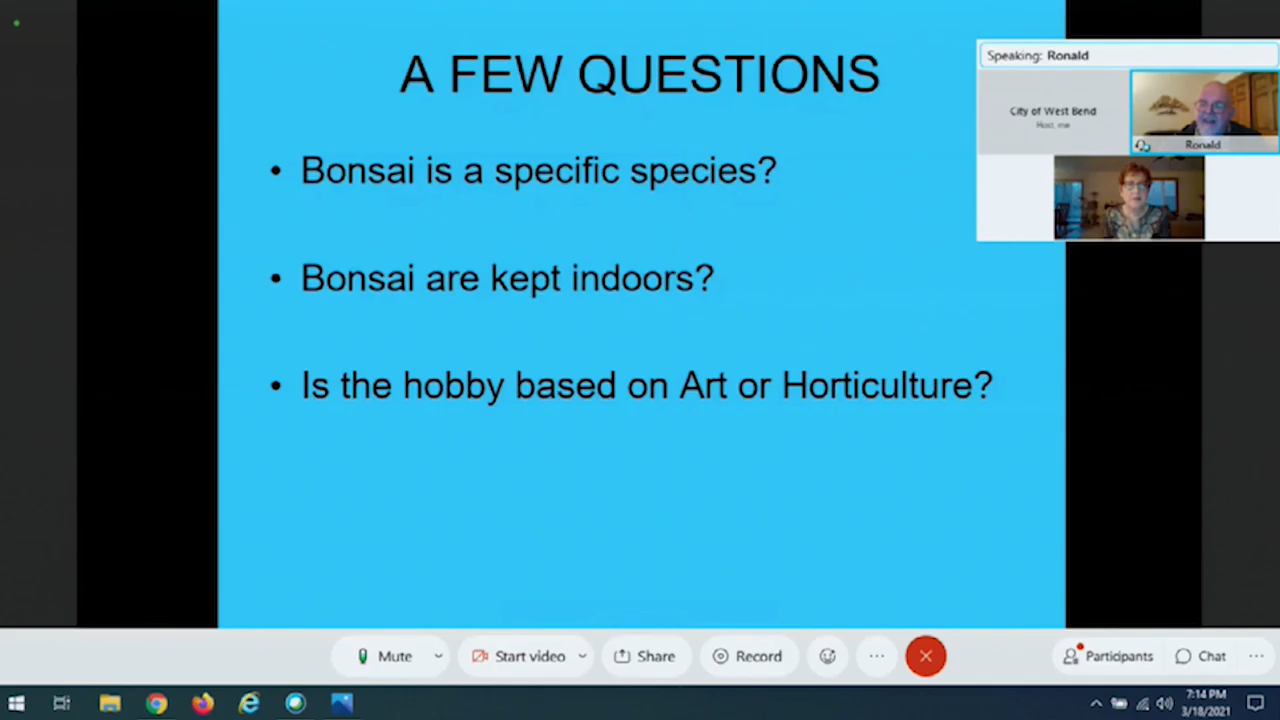 A FEW QUESTIONS
Speaking: Ronald
City of West Bend
Host, me
Ronald
• Bonsai is a specific species?
• Bonsai are kept indoors?
• Is the hobby based on Art or Horticulture?
Mute
Start video
Share
Record
Participants
Chat
7:14 PM
3/18/2021